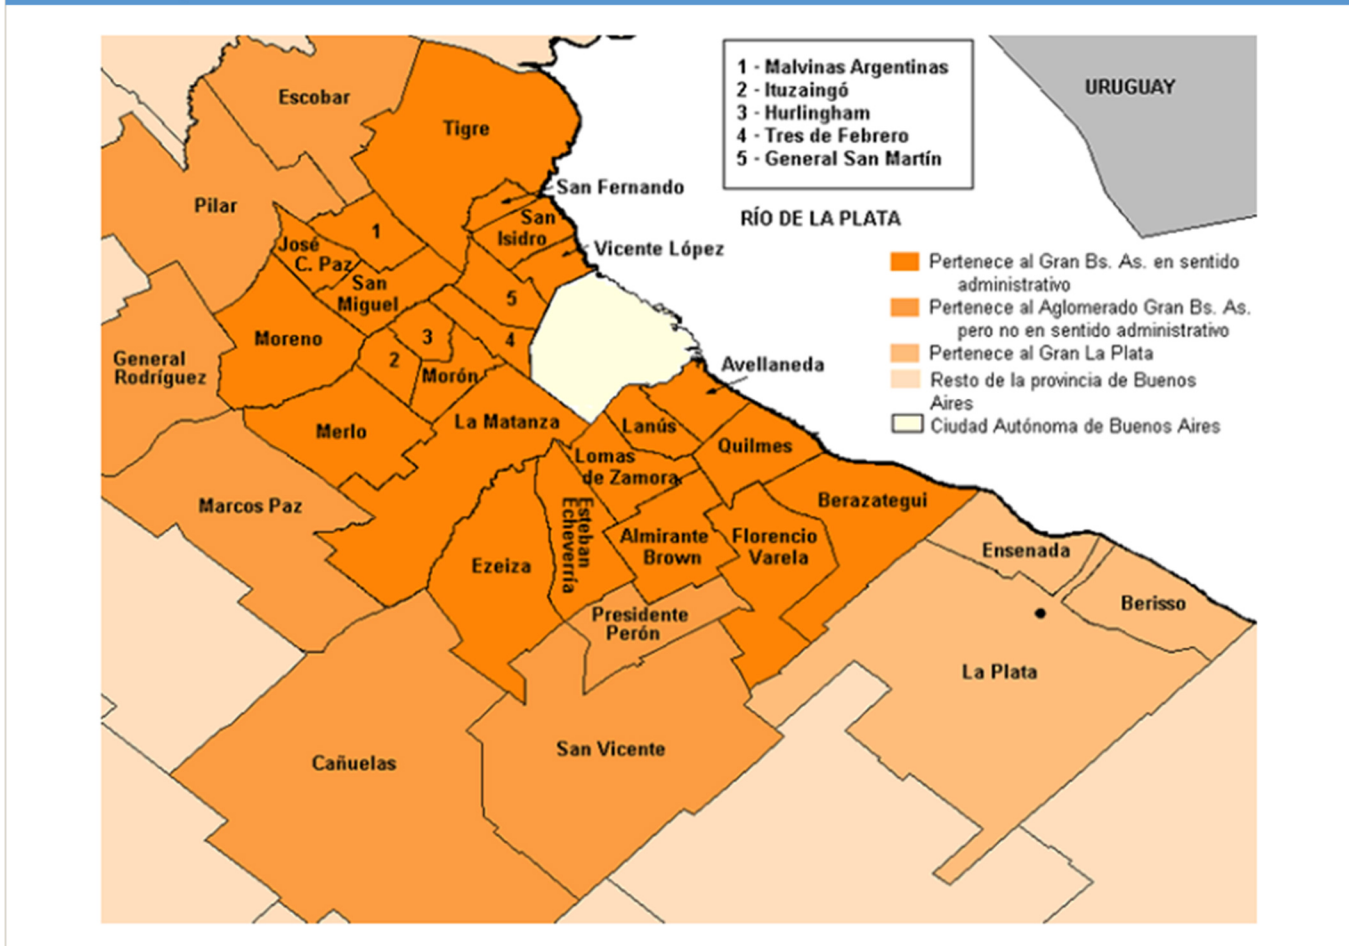 1 - Malvinas Argentinas
2 - Ituzaingó
3 - Hurlingham
4 - Tres de Febrero
5 - General San Martín
URUGUAY
RÍO DE LA PLATA
Pertenece al Gran Bs. As. en sentido
administrativo
Pertenece al Aglomerado Gran Bs. As.
pero no en sentido administrativo
Pertenece al Gran La Plata
Resto de la provincia de Buenos
Aires
Ciudad Autónoma de Buenos Aires
Escobar
Tigre
San Fernando
Pilar
San
Isidro
1
José
C. Paz
Vicente López
San
Miguel
5
Moreno
3
4
2
General
Rodríguez
Morón
Avellaneda
Merlo
La Matanza
Lanús
Quilmes
Lomas
de Zamora
Marcos Paz
Berazategui
Esteban
Echeverría
Almirante
Brown
Florencio
Varela
Ezeiza
Ensenada
Berisso
Presidente
Perón
La Plata
Cañuelas
San Vicente